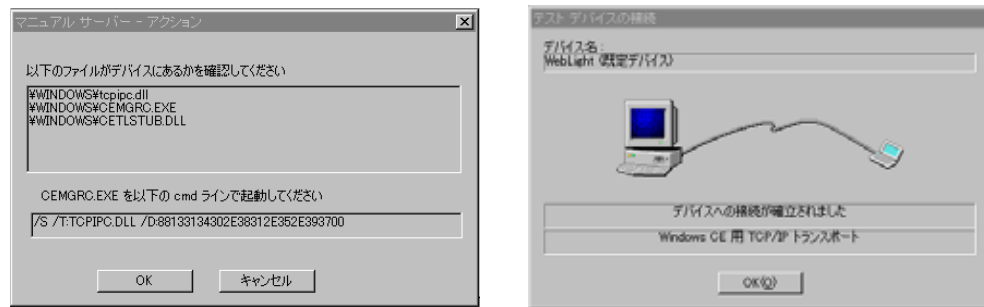 マニュアル サーバー - アクション
以下のファイルがデバイスにあるかを確認してください
¥WINDOWS¥tcpipc.dll
¥WINDOWS¥CEMGRC.EXE
¥WINDOWS¥CETLSTUB.DLL
CEMGRC.EXE を以下の cmd ラインで起動してください
/S /T:TCPIPC.DLL /D:88133134302E38312E352E393700
OK
キャンセル
テスト デバイスの接続
デバイス名:
WebLight (既定デバイス)
デバイスへの接続が確立されました
Windows CE 用 TCP/IP トランスポート
OK(O)